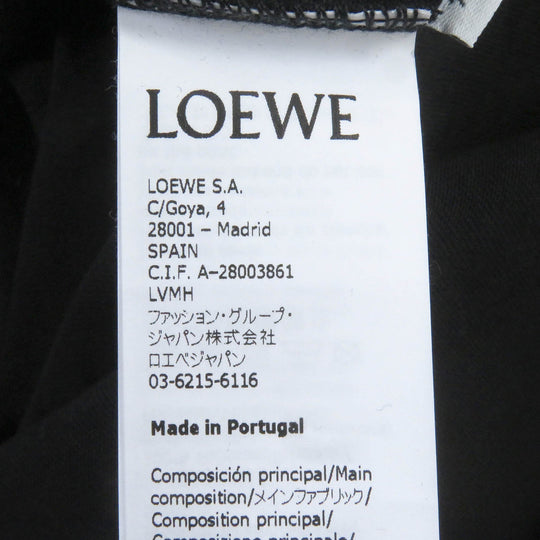 LOEWE
LOEWE S.A.
C/Goya, 4
28001 – Madrid
SPAIN
C.I.F. A–28003861
LVMH
ファッション・グループ・
ジャパン株式会社
ロエベジャパン
03-6215-6116
Made in Portugal
Composición principal/Main
composition/メインファブリック/
Composition principal/
Composizione principale/